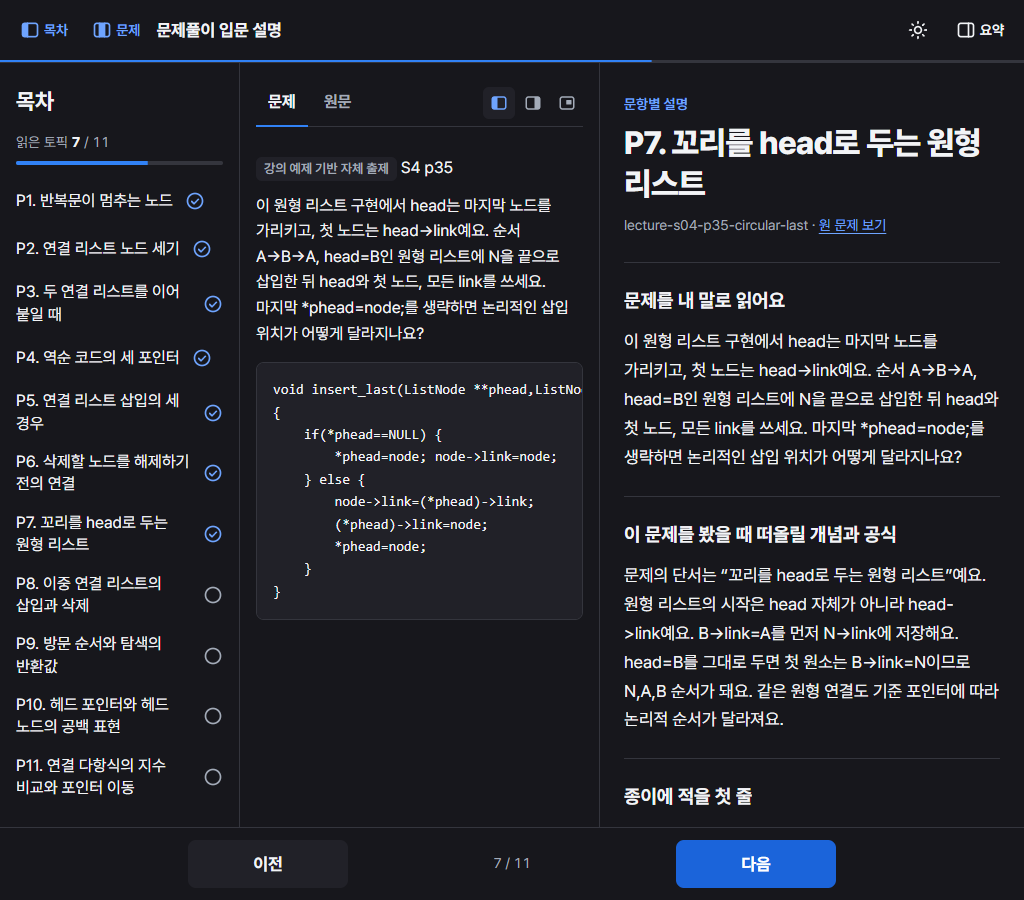 목차
문제
문제풀이 입문 설명
요약
목차
읽은 토픽 7 / 11
P1. 반복문이 멈추는 노드
P2. 연결 리스트 노드 세기
P3. 두 연결 리스트를 이어
붙일 때
P4. 역순 코드의 세 포인터
P5. 연결 리스트 삽입의 세
경우
P6. 삭제할 노드를 해제하기
전의 연결
P7. 꼬리를 head로 두는
원형 리스트
P8. 이중 연결 리스트의
삽입과 삭제
P9. 방문 순서와 탐색의
반환값
P10. 헤드 포인터와 헤드
노드의 공백 표현
P11. 연결 다항식의 지수
비교와 포인터 이동
문제
원문
강의 예제 기반 자체 출제 S4 p35
이 원형 리스트 구현에서 head는 마지막 노드를
가리키고, 첫 노드는 head→link예요. 순서
A→B→A, head=B인 원형 리스트에 N을 끝으로
삽입한 뒤 head와 첫 노드, 모든 link를 쓰세요.
마지막 *phead=node;를 생략하면 논리적인 삽입
위치가 어떻게 달라지나요?
void insert_last(ListNode **phead,ListNo
{
    if(*phead==NULL) {
        *phead=node; node->link=node;
    } else {
        node->link=(*phead)->link;
        (*phead)->link=node;
        *phead=node;
    }
}
문항별 설명
P7. 꼬리를 head로 두는 원형
리스트
lecture-s04-p35-circular-last · 원 문제 보기
문제를 내 말로 읽어요
이 원형 리스트 구현에서 head는 마지막 노드를
가리키고, 첫 노드는 head→link예요. 순서 A→B→A,
head=B인 원형 리스트에 N을 끝으로 삽입한 뒤 head와
첫 노드, 모든 link를 쓰세요. 마지막 *phead=node;를
생략하면 논리적인 삽입 위치가 어떻게 달라지나요?
이 문제를 봤을 때 떠올릴 개념과 공식
문제의 단서는 “꼬리를 head로 두는 원형 리스트”예요.
원형 리스트의 시작은 head 자체가 아니라 head-
>link예요. B→link=A를 먼저 N→link에 저장해요.
head=B를 그대로 두면 첫 원소는 B→link=N이므로
N,A,B 순서가 돼요. 같은 원형 연결도 기준 포인터에 따라
논리적 순서가 달라져요.
종이에 적을 첫 줄
이전
7 / 11
다음